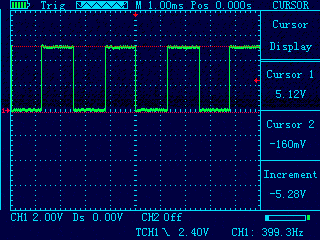 Trig M 1.00ms Pos 0.000s CURSOR
Cursor
Display
Cursor 1
5.12V
Cursor 2
-160mV
Increment
-5.28V
1
CH1 2.00V Ds 0.00V CH2 Off
TCH1\ 2.40V CH1: 399.3Hz